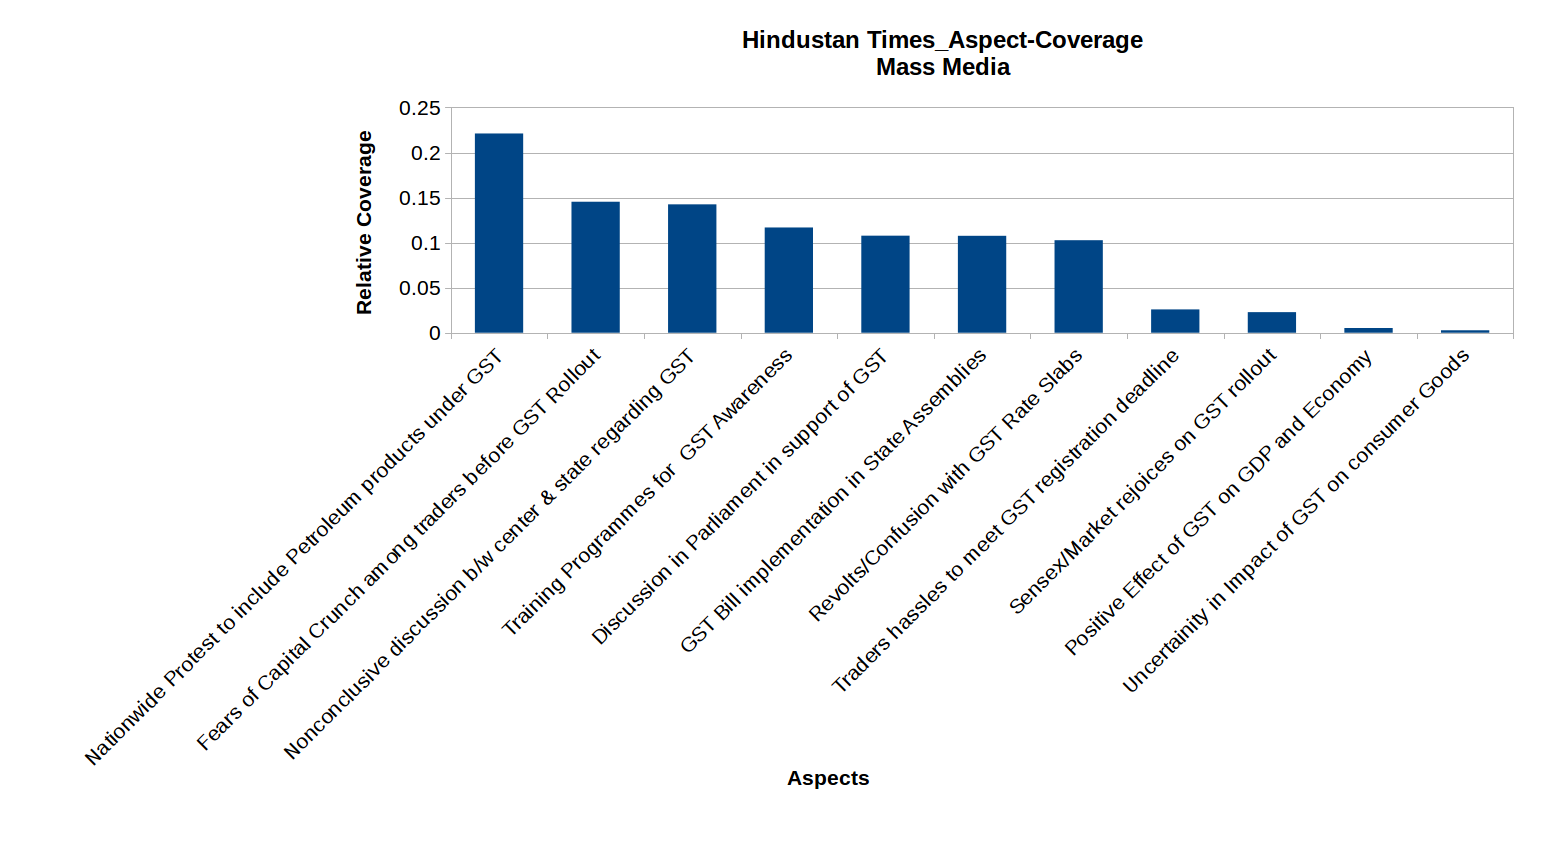 Hindustan Times_Aspect-Coverage
Mass Media
Relative Coverage
0.25
0.2
0.15
0.1
0.05
0
Nationwide Protest to include Petroleum products under GST
Fears of Capital Crunch among traders before GST Rollout
Nonconclusive discussion b/w center & state regarding GST
Training Programmes for  GST Awareness
Discussion in Parliament in support of GST
GST Bill implementation in State Assemblies
Revolts/Confusion with GST Rate Slabs
Traders hassles to meet GST registration deadline
Sensex/Market rejoices on GST rollout
Positive Effect of GST on GDP and Economy
Uncertainity in Impact of GST on consumer Goods
Aspects